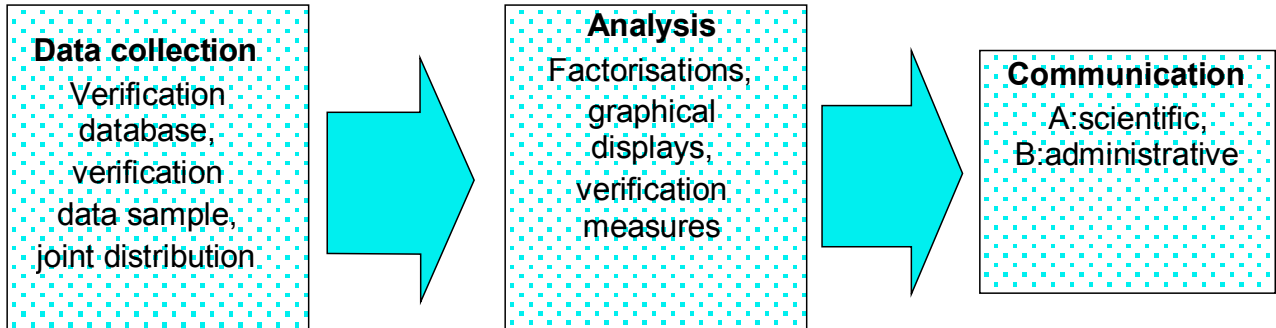 Data collection
Verification
database,
verification
data sample,
joint distribution
Analysis
Factorisations,
graphical
displays,
verification
measures
Communication
A:scientific,
B:administrative